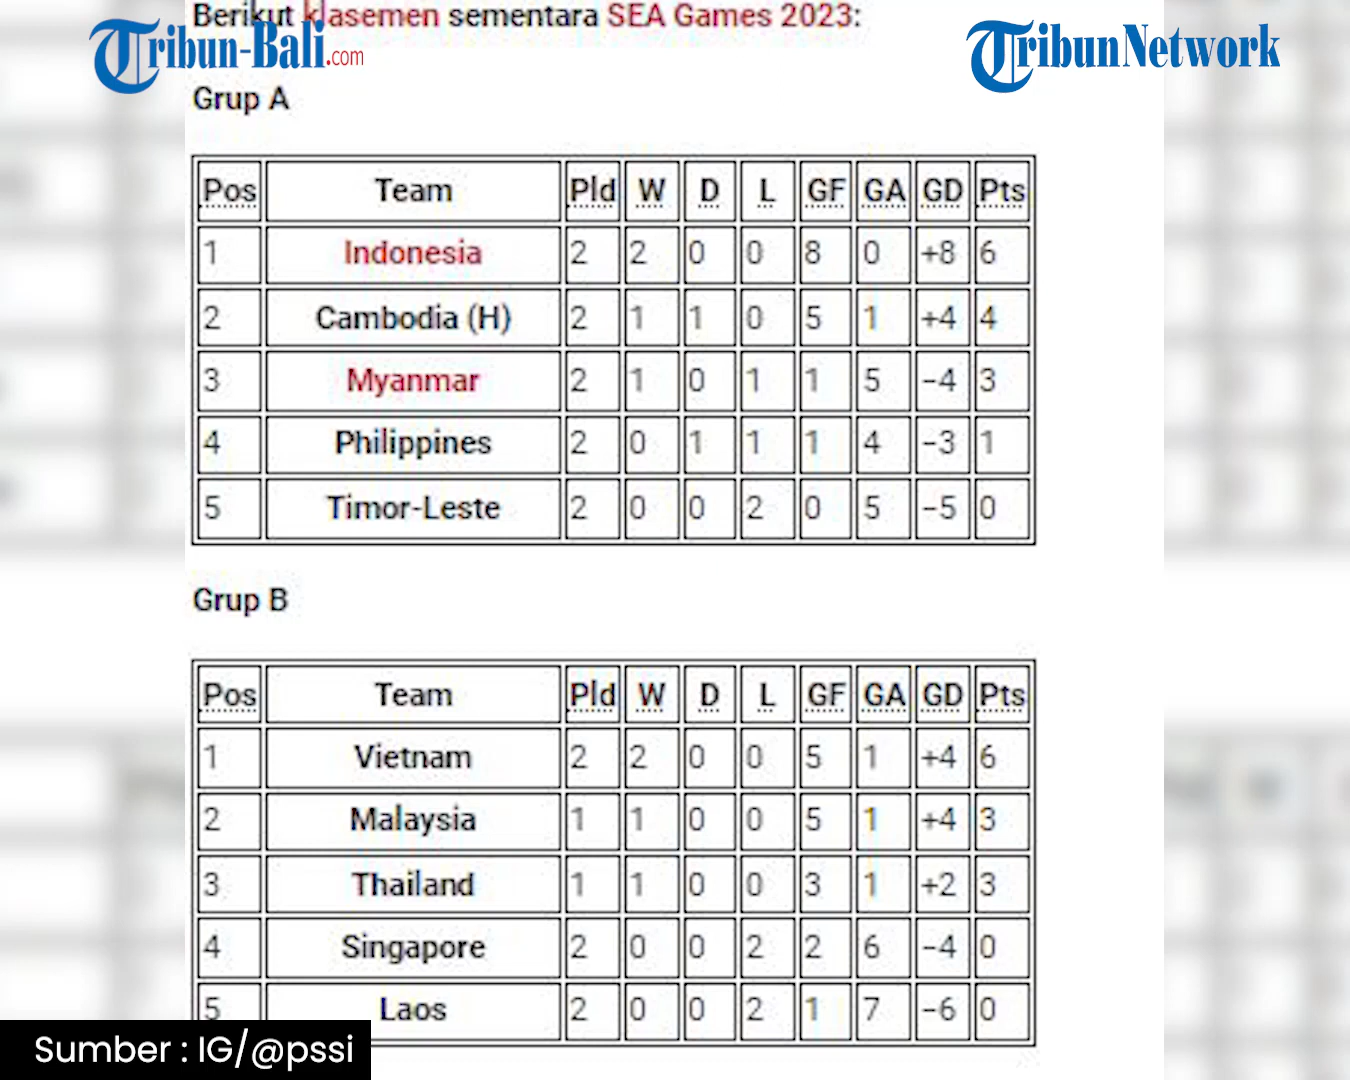 Berikut klasemen sementara SEA Games 2023:
Tribun-Bali.com
TribunNetwork
Grup A
Pos Team Pld W D L GF GA GD Pts
1 Indonesia 2 2 0 0 8 0 +8 6
2 Cambodia (H) 2 1 1 0 5 1 +4 4
3 Myanmar 2 1 0 1 1 5 −4 3
4 Philippines 2 0 1 1 1 4 −3 1
5 Timor-Leste 2 0 0 2 0 5 −5 0
Grup B
Pos Team Pld W D L GF GA GD Pts
1 Vietnam 2 2 0 0 5 1 +4 6
2 Malaysia 1 1 0 0 5 1 +4 3
3 Thailand 1 1 0 0 3 1 +2 3
4 Singapore 2 0 0 2 2 6 −4 0
5 Laos 2 0 0 2 1 7 −6 0
Sumber : IG/@pssi